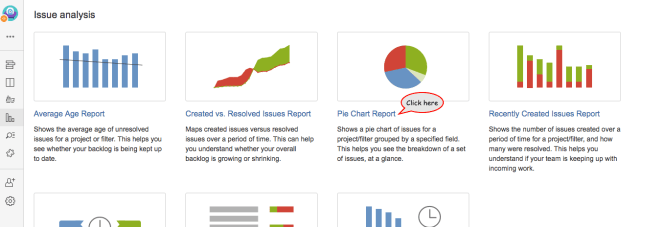 Issue analysis
Click here
Average Age Report
Created vs. Resolved Issues Report
Pie Chart Report
Recently Created Issues Report
Shows the average age of unresolved
issues for a project or filter. This helps you
see whether your backlog is being kept up
to date.
Maps created issues versus resolved
issues over a period of time. This can help
you understand whether your overall
backlog is growing or shrinking.
Shows a pie chart of issues for a
project/filter grouped by a specified field.
This helps you see the breakdown of a set
of issues, at a glance.
Shows the number of issues created over a
period of time for a project/filter, and how
many were resolved. This helps you
understand if your team is keeping up with
incoming work.